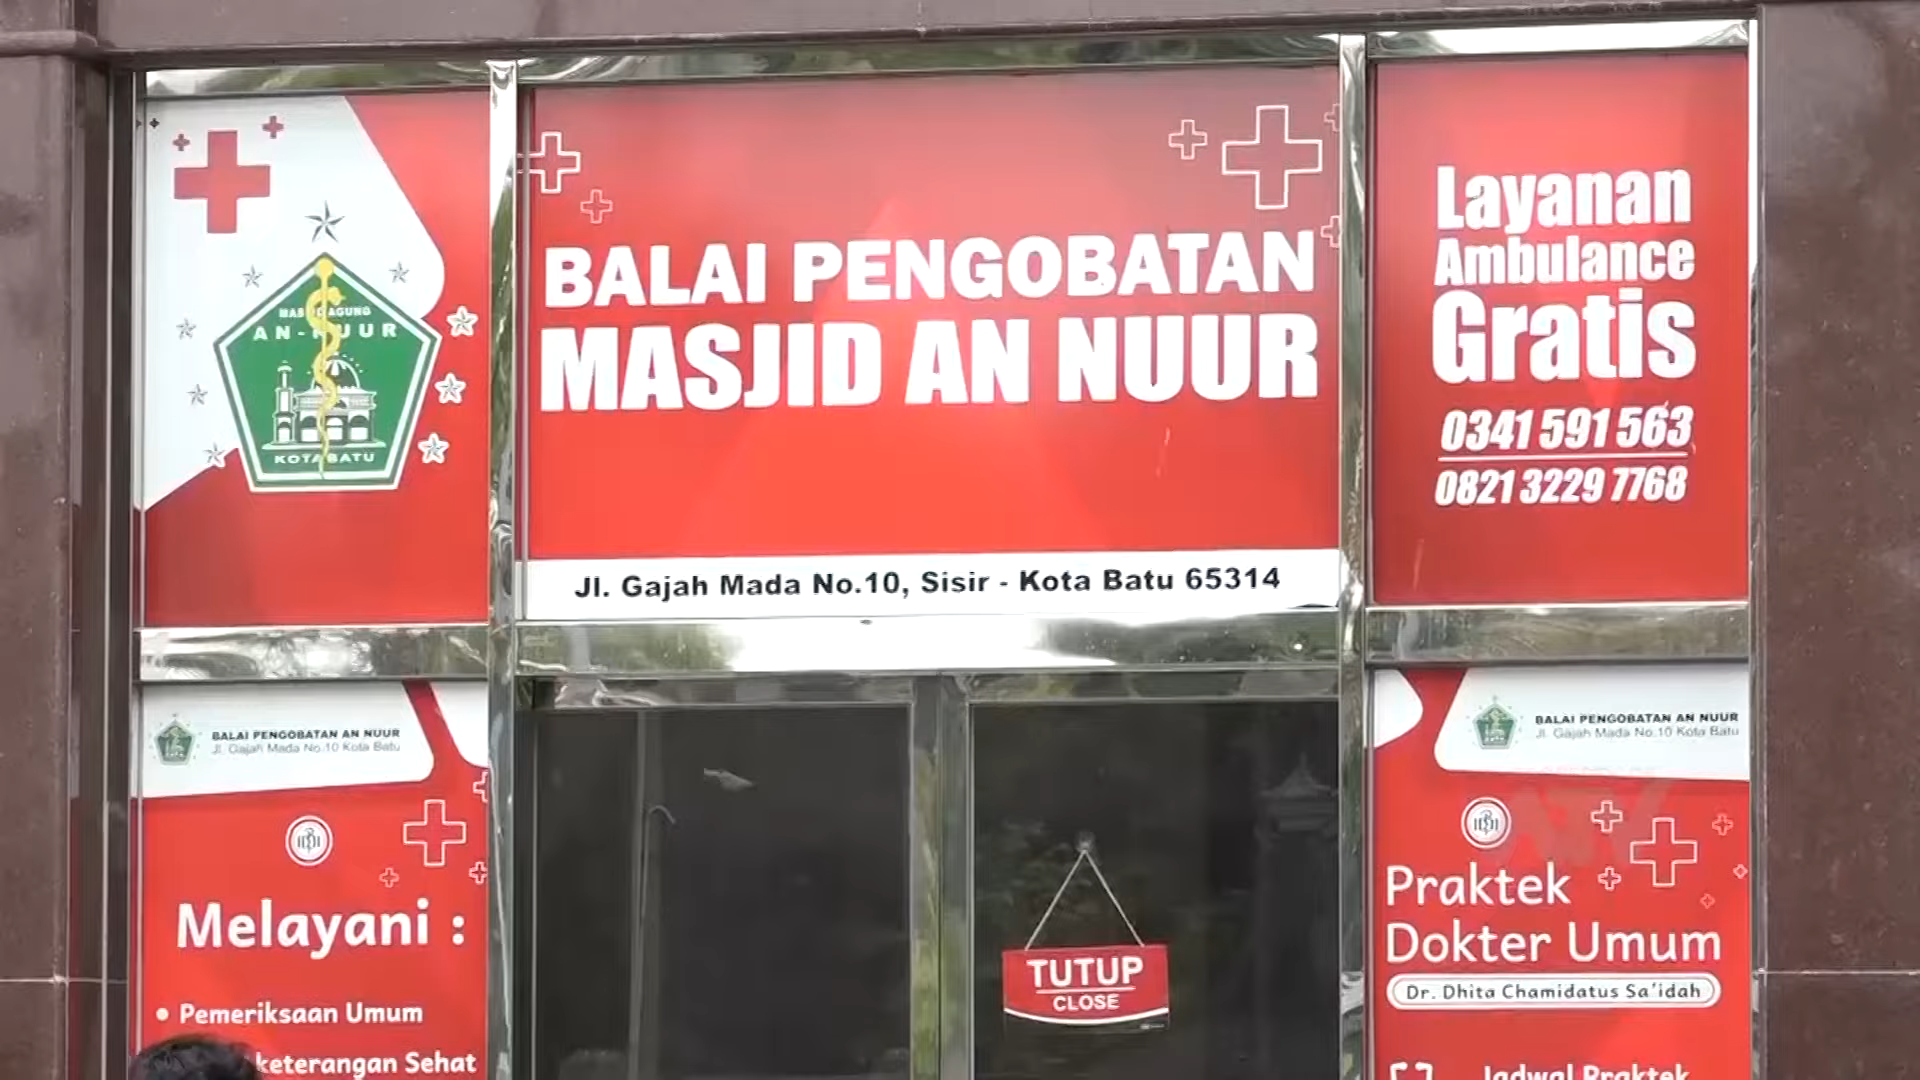 MASJID AGUNG
AN-NUUR
KOTA BATU
BALAI PENGOBATAN
MASJID AN NUUR
Jl. Gajah Mada No.10, Sisir - Kota Batu 65314
Layanan
Ambulance
Gratis
0341 591 563
0821 3229 7768
BALAI PENGOBATAN AN NUUR
Jl. Gajah Mada No.10 Kota Batu
Melayani :
• Pemeriksaan Umum
keterangan Sehat
TUTUP
CLOSE
BALAI PENGOBATAN AN NUUR
Jl. Gajah Mada No.10 Kota Batu
Praktek
Dokter Umum
Dr. Dhita Chamidatus Sa'idah
Jadwal Praktek